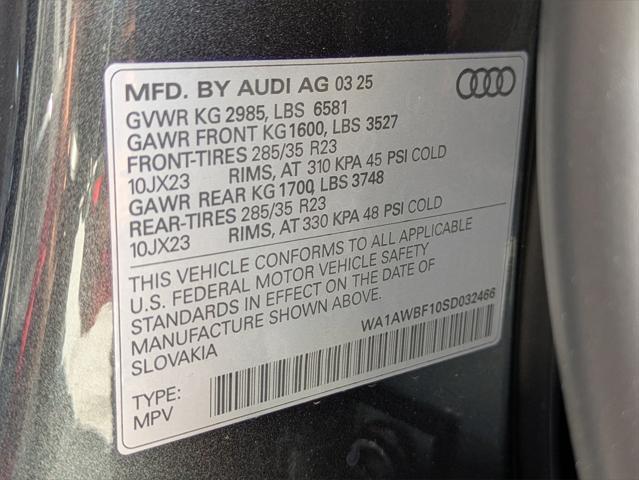 MFD. BY AUDI AG 03 25
GVWR KG 2985, LBS 6581
GAWR FRONT KG1600, LBS 3527
FRONT-TIRES 285/35 R23
10JX23 RIMS, AT 310 KPA 45 PSI COLD
GAWR REAR KG 1700, LBS 3748
REAR-TIRES 285/35 R23
10JX23 RIMS, AT 330 KPA 48 PSI COLD
THIS VEHICLE CONFORMS TO ALL APPLICABLE
U.S. FEDERAL MOTOR VEHICLE SAFETY
STANDARDS IN EFFECT ON THE DATE OF
MANUFACTURE SHOWN ABOVE.
WA1AWBF10SD032466
SLOVAKIA
TYPE:
MPV